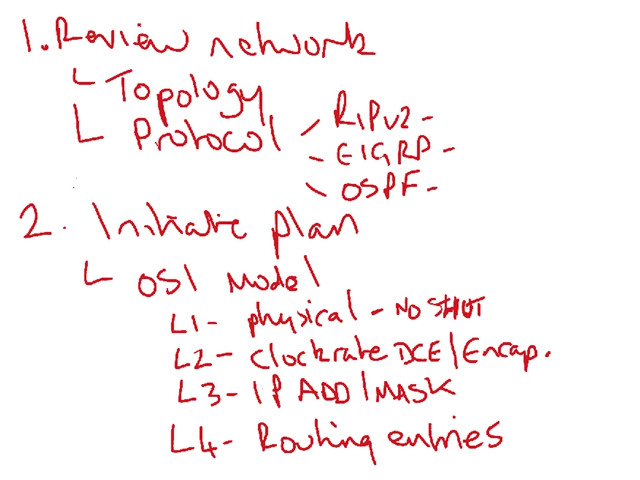 1. Review network
Topology
Protocol
RIPv2 -
- EIGRP -
OSPF -
2. Initiate plan
OSI Model
L1 - physical - NO SHUT
L2 - Clockrate DCE / Encap.
L3 - IP ADD / MASK
L4 - Routing entries